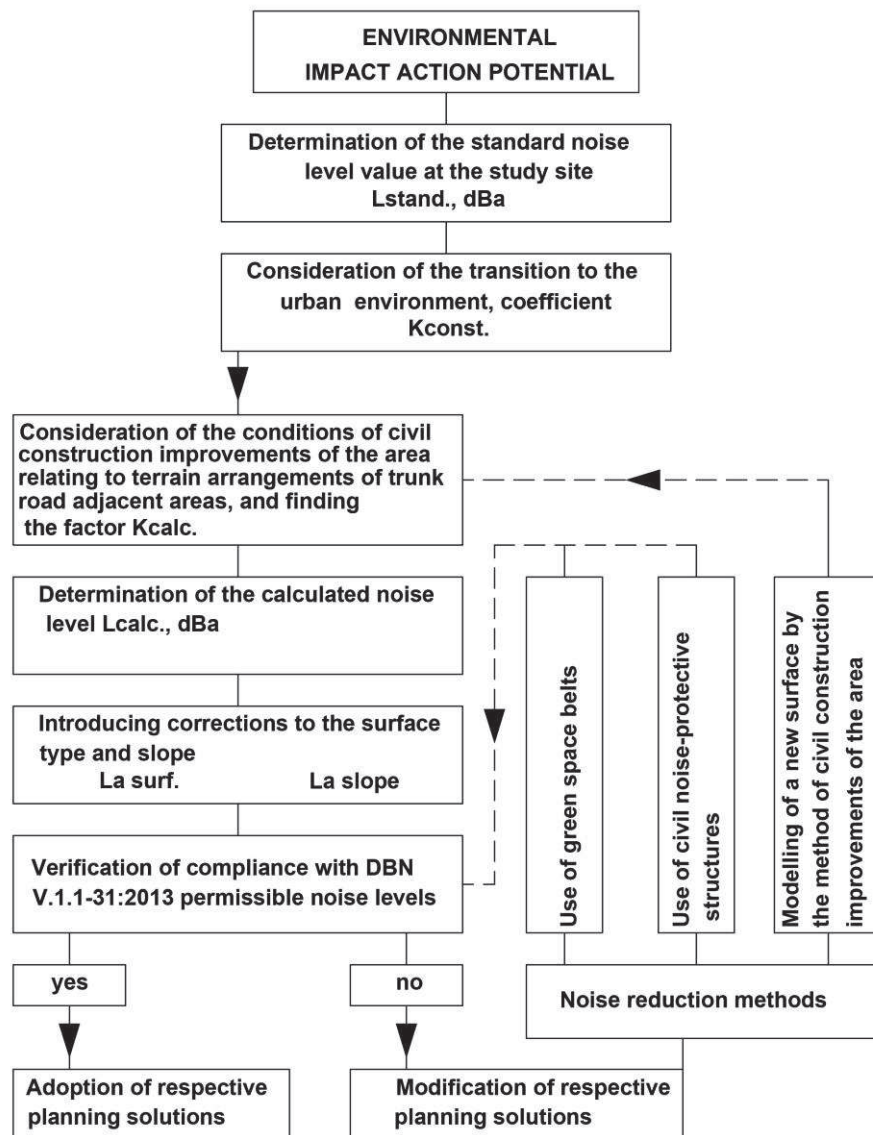 ENVIRONMENTAL
IMPACT ACTION POTENTIAL
Determination of the standard noise
level value at the study site
Lstand., dBa
Consideration of the transition to the
urban environment, coefficient
Kconst.
Consideration of the conditions of civil
construction improvements of the area
relating to terrain arrangements of trunk
road adjacent areas, and finding
the factor Kcalc.
Determination of the calculated noise
level Lcalc., dBa
Introducing corrections to the surface
type and slope
La surf. La slope
Verification of compliance with DBN
V.1.1-31:2013 permissible noise levels
yes
no
Adoption of respective
planning solutions
Modification of respective
planning solutions
Use of green space belts
Use of civil noise-protective
structures
Modelling of a new surface by
the method of civil construction
improvements of the area
Noise reduction methods